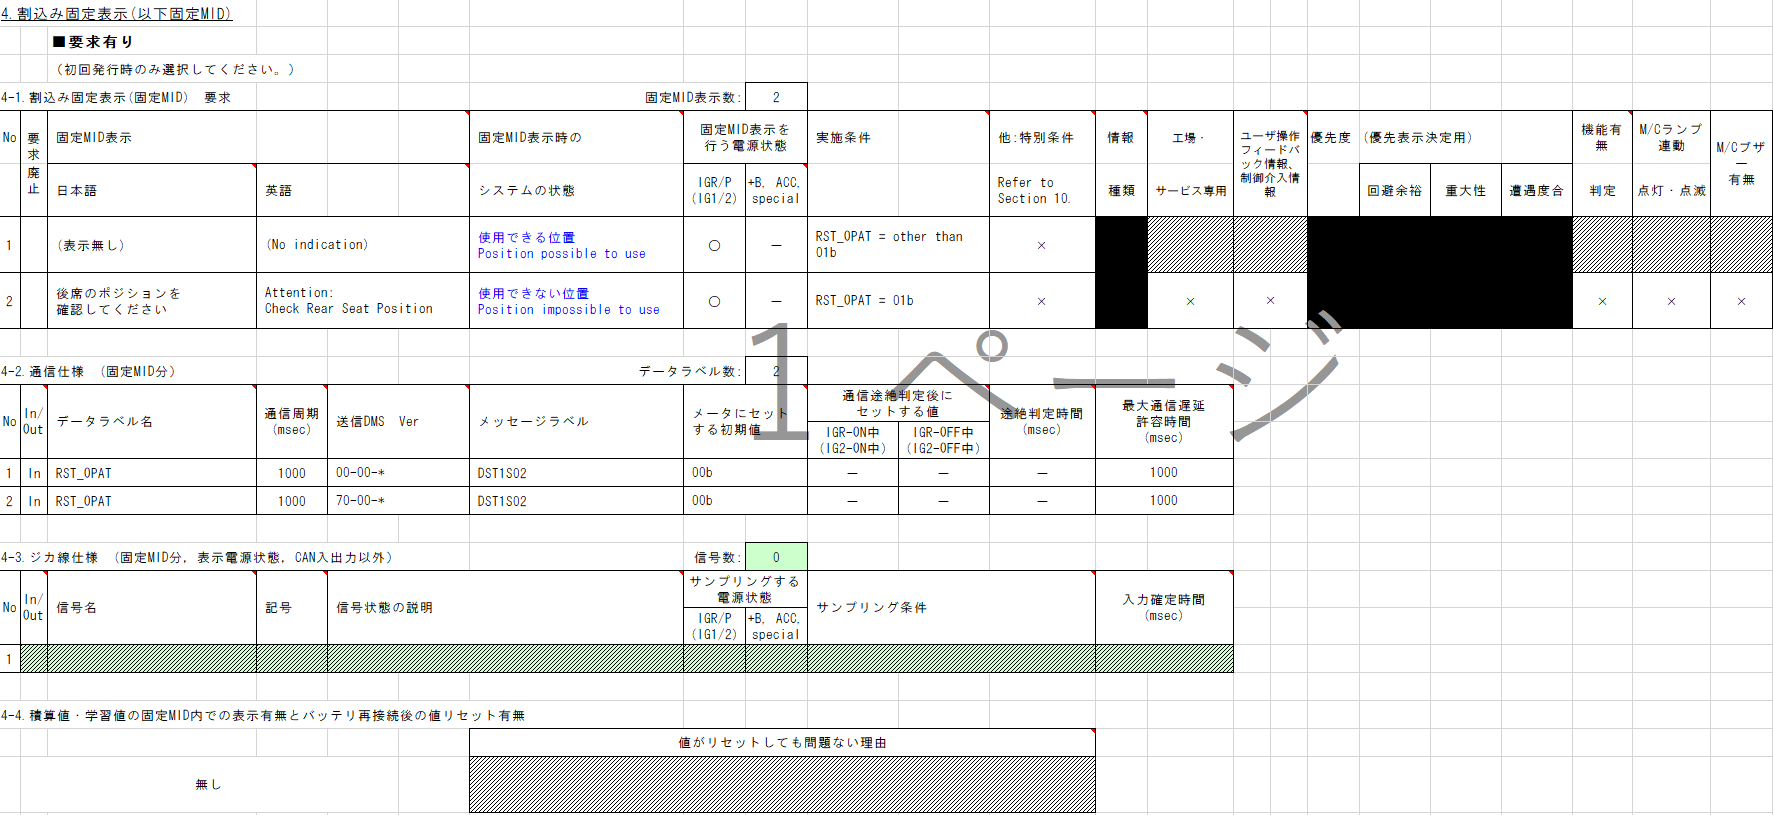 4.割込み固定表示(以下固定MID)
■要求有り
（初回発行時のみ選択してください。）
4-1.割込み固定表示(固定MID)　要求
固定MID表示数:
2
No
要求廃止
固定MID表示
固定MID表示時の
固定MID表示を
行う電源状態
実施条件
他:特別条件
情報
工場・
ユーザ操作
フィードバ
ック情報、
制御介入情
報
優先度　（優先表示決定用）
機能有
無
M/Cランプ
連動
M/Cブザ
ー
有無
日本語
英語
システムの状態
IGR/P
(IG1/2)
+B, ACC,
special
Refer to
Section 10.
種類
サービス専用
回避余裕
重大性
遭遇度合
判定
点灯・点滅
1
(表示無し)
(No indication)
使用できる位置
Position possible to use
○
－
RST_OPAT = other than
01b
×
2
後席のポジションを
確認してください
Attention:
Check Rear Seat Position
使用できない位置
Position impossible to use
○
－
RST_OPAT = 01b
×
×
×
×
×
×
1 ページ
4-2.通信仕様　（固定MID分）
データラベル数:
2
No
In/
Out
データラベル名
通信周期
(msec)
送信DMS　Ver
メッセージラベル
メータにセット
する初期値
通信途絶判定後に
セットする値
IGR-ON中
(IG2-ON中)
IGR-OFF中
(IG2-OFF中)
途絶判定時間
(msec)
最大通信遅延
許容時間
(msec)
1
In
RST_OPAT
1000
00-00-*
DST1S02
00b
－
－
－
1000
2
In
RST_OPAT
1000
70-00-*
DST1S02
00b
－
－
－
1000
4-3.ジカ線仕様　（固定MID分, 表示電源状態, CAN入出力以外）
信号数:
0
No
In/
Out
信号名
記号
信号状態の説明
サンプリングする
電源状態
IGR/P
(IG1/2)
+B, ACC,
special
サンプリング条件
入力確定時間
(msec)
1
4-4.積算値・学習値の固定MID内での表示有無とバッテリ再接続後の値リセット有無
値がリセットしても問題ない理由
無し